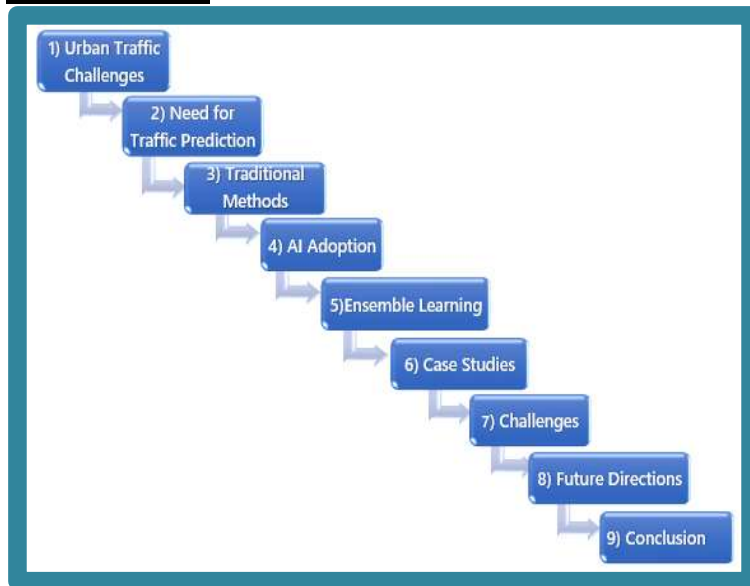 1) Urban Traffic
Challenges
2) Need for
Traffic Prediction
3) Traditional
Methods
4) AI Adoption
5)Ensemble Learning
6) Case Studies
7) Challenges
8) Future Directions
9) Conclusion